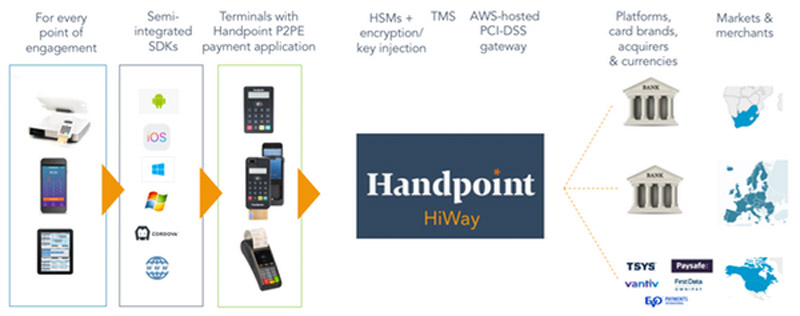 For every
point of
engagement
Semi-
integrated
SDKs
Terminals with
Handpoint P2PE
payment application
HSMs +
encryption/
key injection
TMS
AWS-hosted
PCI-DSS
gateway
Platforms,
card brands,
acquirers
& currencies
Markets &
merchants
iOS
CORDOVA
Handpoint
HiWay
BANK
BANK
TSYS
Paysafe:
vantiv
First Data
OMNIPAY
EVO PAYMENTS
INTERNATIONAL